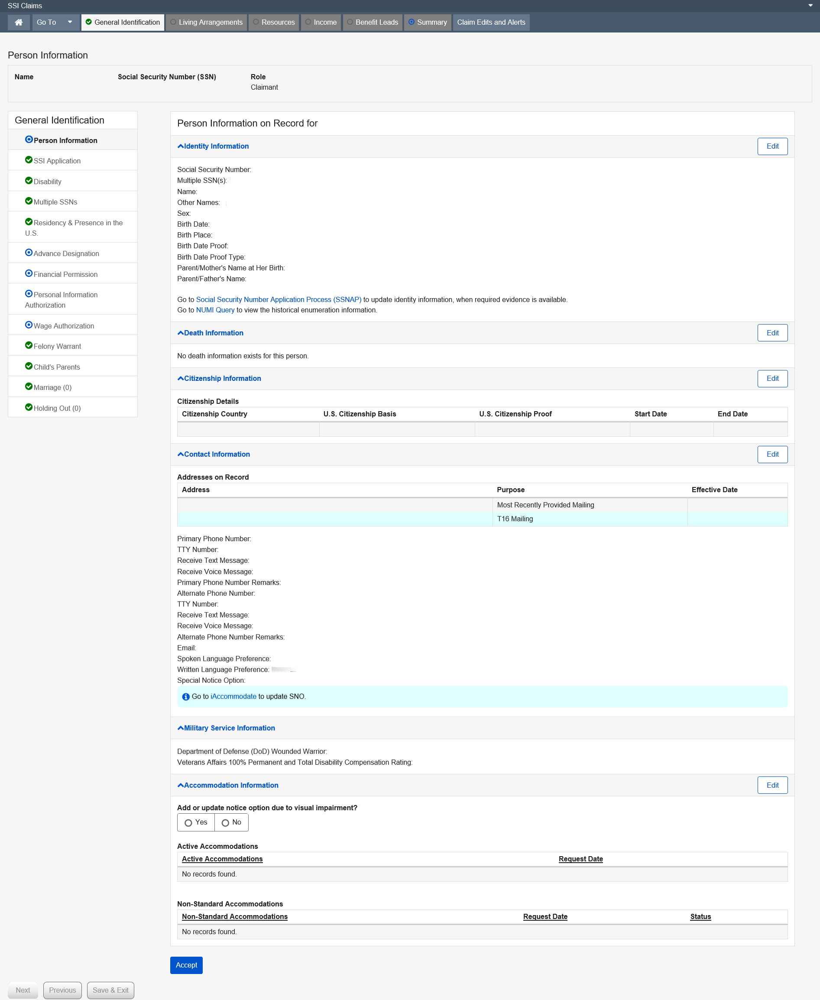 SSI Claims
Go To General Identification Living Arrangements Resources Income Benefit Leads Summary Claim Edits and Alerts
Person Information
Name Social Security Number (SSN) Role
Claimant
General Identification
Person Information
SSI Application
Disability
Multiple SSNs
Residency & Presence in the
U.S.
Advance Designation
Financial Permission
Personal Information
Authorization
Wage Authorization
Felony Warrant
Child's Parents
Marriage (0)
Holding Out (0)
Person Information on Record for
Identity Information Edit
Social Security Number:
Multiple SSN(s):
Name:
Other Names:
Sex:
Birth Date:
Birth Place:
Birth Date Proof:
Birth Date Proof Type:
Parent/Mother's Name at Her Birth:
Parent/Father's Name:
Go to Social Security Number Application Process (SSNAP) to update identity information, when required evidence is available.
Go to NUMI Query to view the historical enumeration information.
Death Information Edit
No death information exists for this person.
Citizenship Information Edit
Citizenship Details
Citizenship Country U.S. Citizenship Basis U.S. Citizenship Proof Start Date End Date
Contact Information Edit
Addresses on Record
Address Purpose Effective Date
Most Recently Provided Mailing
T16 Mailing
Primary Phone Number:
TTY Number:
Receive Text Message:
Receive Voice Message:
Primary Phone Number Remarks:
Alternate Phone Number:
TTY Number:
Receive Text Message:
Receive Voice Message:
Alternate Phone Number Remarks:
Email:
Spoken Language Preference:
Written Language Preference:
Special Notice Option:
Go to iAccommodate to update SNO.
Military Service Information
Department of Defense (DoD) Wounded Warrior:
Veterans Affairs 100% Permanent and Total Disability Compensation Rating:
Accommodation Information Edit
Add or update notice option due to visual impairment?
Yes No
Active Accommodations
Active Accommodations Request Date
No records found.
Non-Standard Accommodations
Non-Standard Accommodations Request Date Status
No records found.
Accept
Next Previous Save & Exit